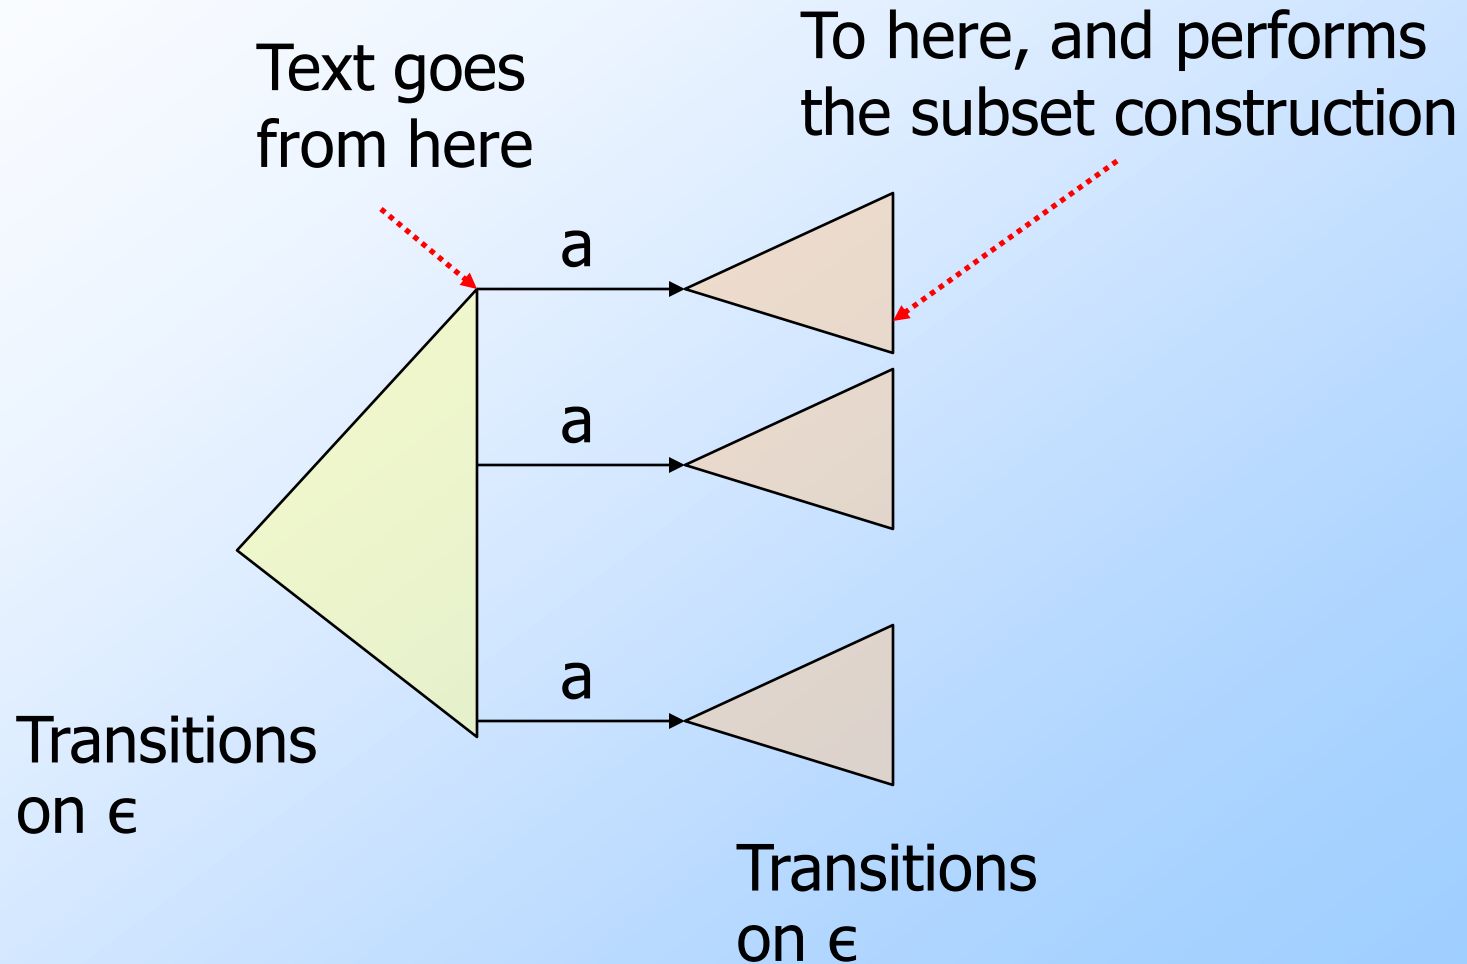 Text goes
from here
To here, and performs
the subset construction
a
a
a
Transitions
on ϵ
Transitions
on ϵ